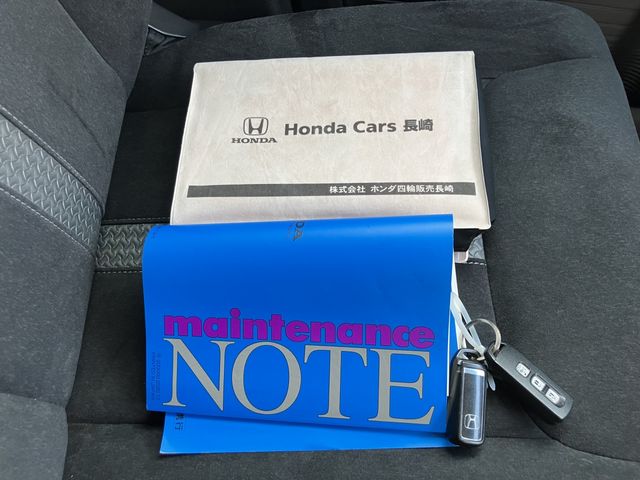 HONDA
Honda Cars 長崎
株式会社 ホンダ四輪販売長崎
maintenance
NOTE